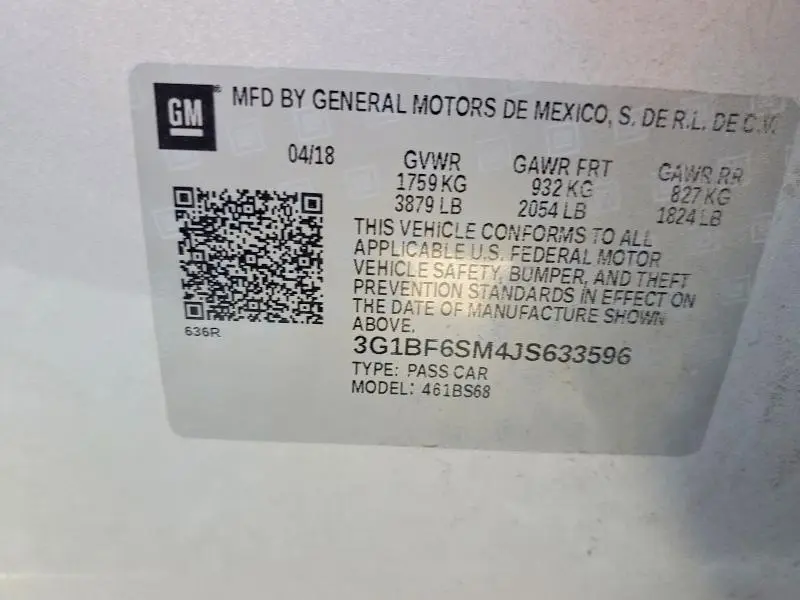 GM® MFD BY GENERAL MOTORS DE MEXICO, S. DE R.L. DE C.V.
04/18 GVWR GAWR FRT GAWR RR
1759 KG 932 KG 827 KG
3879 LB 2054 LB 1824 LB
THIS VEHICLE CONFORMS TO ALL
APPLICABLE U.S. FEDERAL MOTOR
VEHICLE SAFETY, BUMPER, AND THEFT
PREVENTION STANDARDS IN EFFECT ON
THE DATE OF MANUFACTURE SHOWN
ABOVE.
636R
3G1BF6SM4JS633596
TYPE: PASS CAR
MODEL: 461BS68